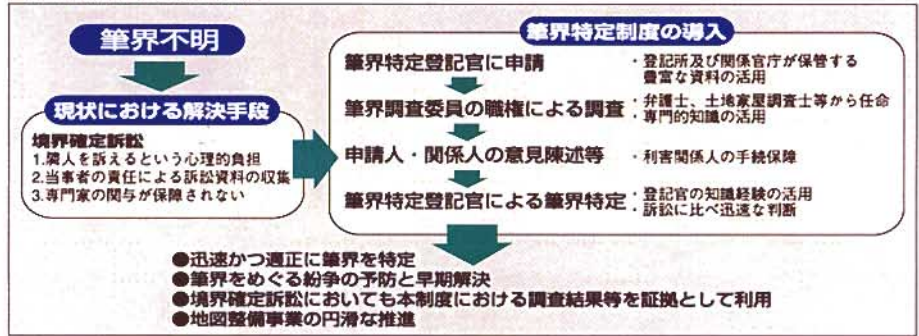 筆界不明
現状における解決手段
境界確定訴訟
1.隣人を訴えるという心理的負担
2.当事者の責任による訴訟資料の収集
3.専門家の関与が保障されない
筆界特定制度の導入
筆界特定登記官に申請
・登記所及び関係官庁が保管する
豊富な資料の活用
筆界調査委員の職権による調査
・弁護士、土地家屋調査士等から任命
・専門的知識の活用
申請人・関係人の意見陳述等
・利害関係人の手続保障
筆界特定登記官による筆界特定
・登記官の知識経験の活用
・訴訟に比べ迅速な判断
●迅速かつ適正に筆界を特定
●筆界をめぐる紛争の予防と早期解決
●境界確定訴訟においても本制度における調査結果等を証拠として利用
●地図整備事業の円滑な推進